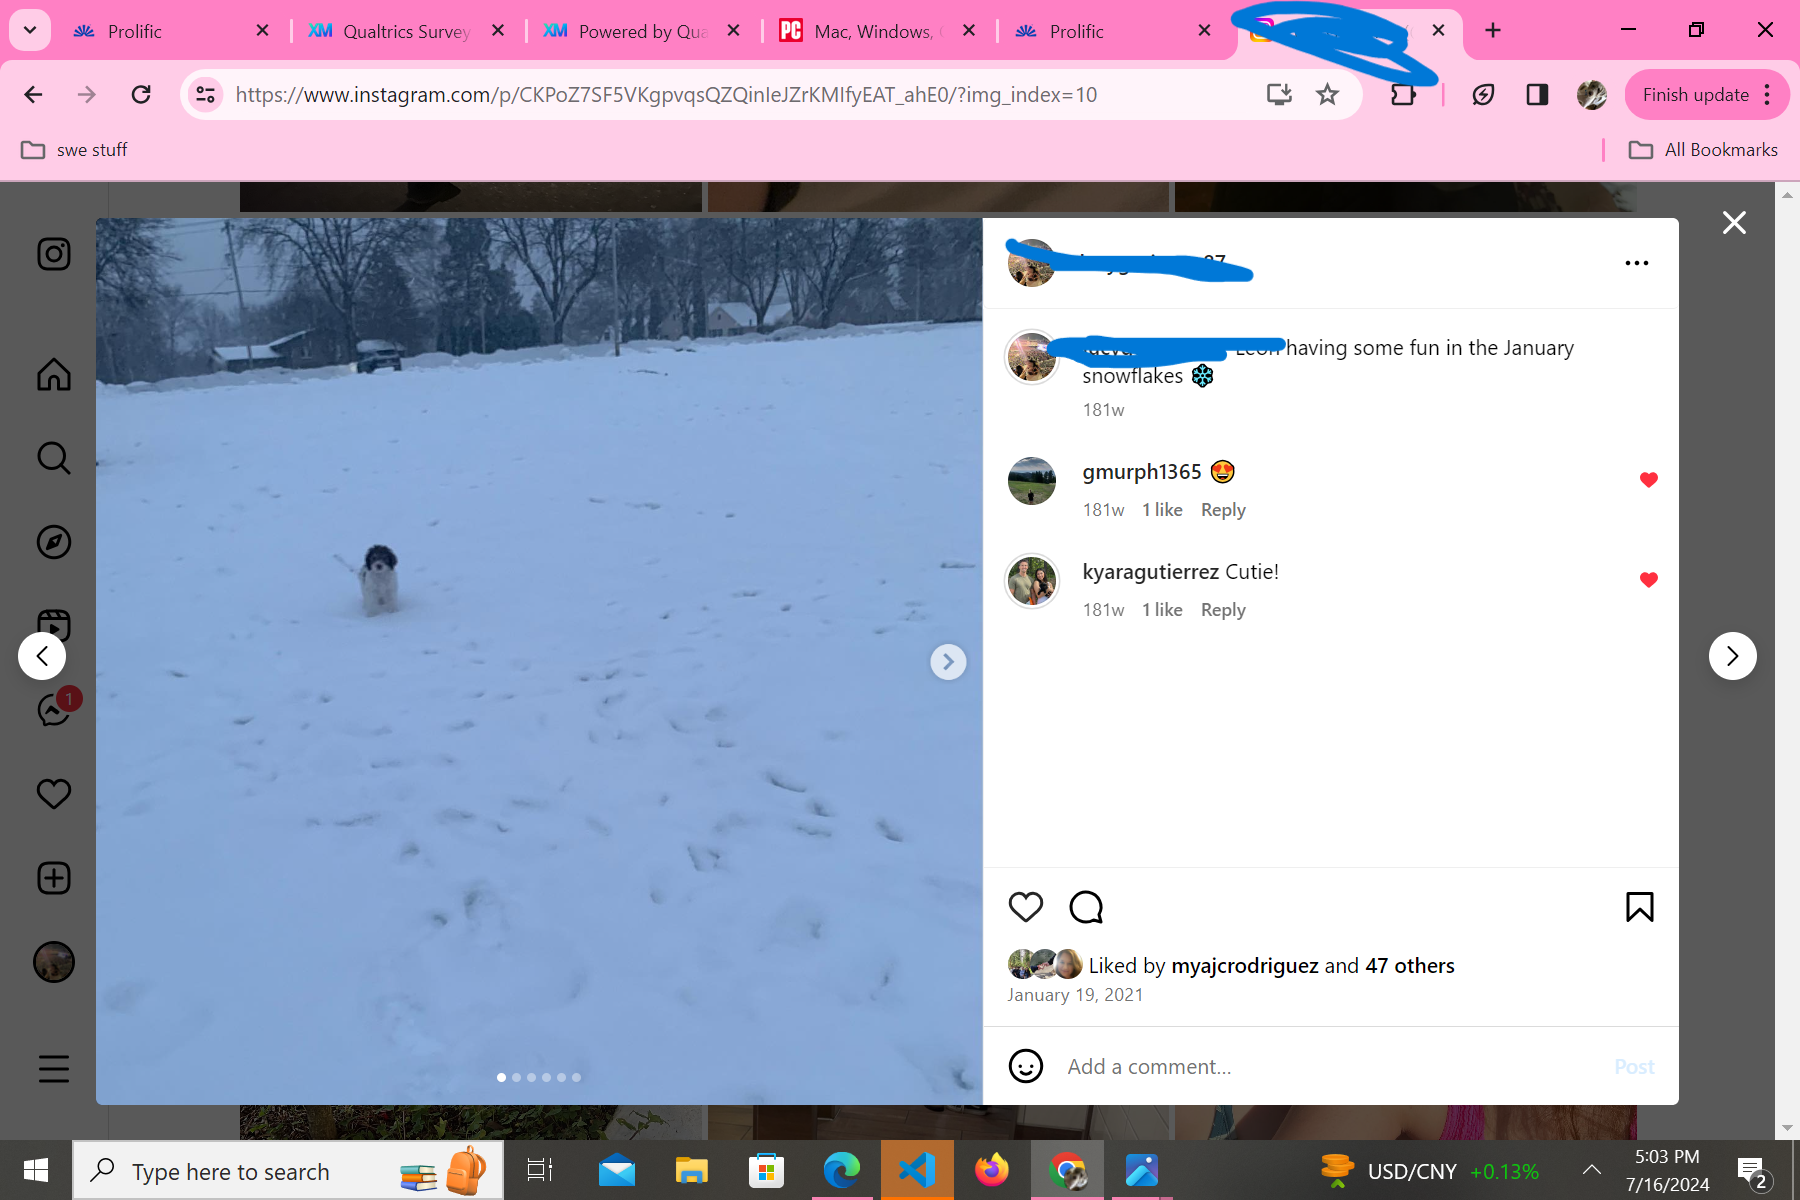 Prolific
Qualtrics Survey
Powered by Qua
PC
Mac, Windows,
Prolific
https://www.instagram.com/p/CKPoZ7SF5VKgpvqsQZQinIeJZrKMIfyEAT_ahE0/?img_index=10
Finish update
swe stuff
All Bookmarks
having some fun in the January
snowflakes ❄️
181w
gmurph1365 😍
181w 1 like Reply
kyaragutierrez Cutie!
181w 1 like Reply
1
Liked by myajcrodriguez and 47 others
January 19, 2021
Add a comment...
Post
Type here to search
USD/CNY +0.13%
5:03 PM
7/16/2024
2